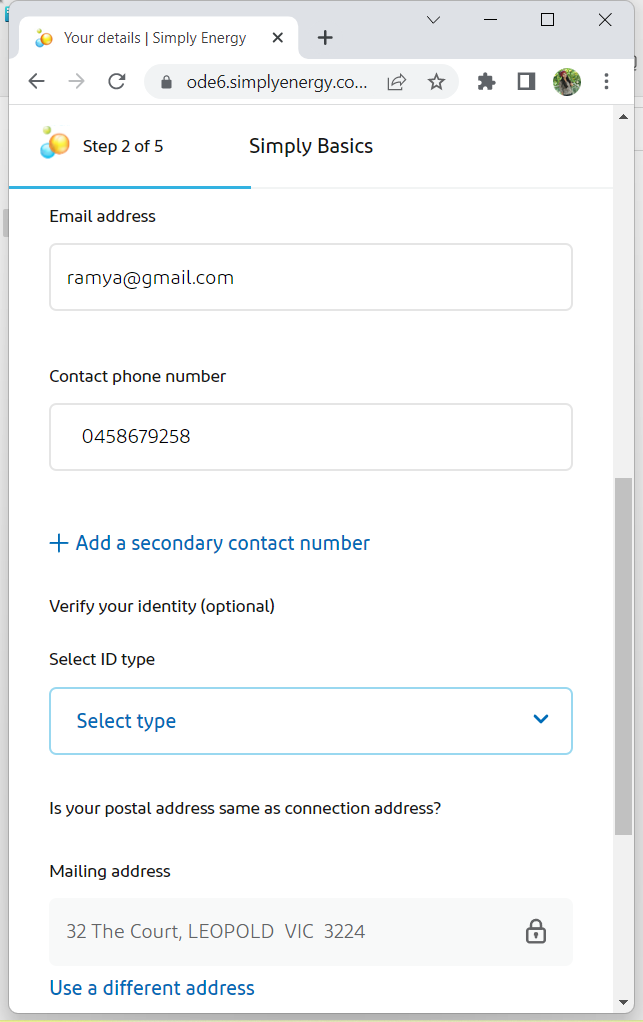 Your details | Simply Energy
ode6.simplyenergy.co...
Step 2 of 5
Simply Basics
Email address
ramya@gmail.com
Contact phone number
0458679258
+ Add a secondary contact number
Verify your identity (optional)
Select ID type
Select type
Is your postal address same as connection address?
Mailing address
32 The Court, LEOPOLD  VIC  3224
Use a different address